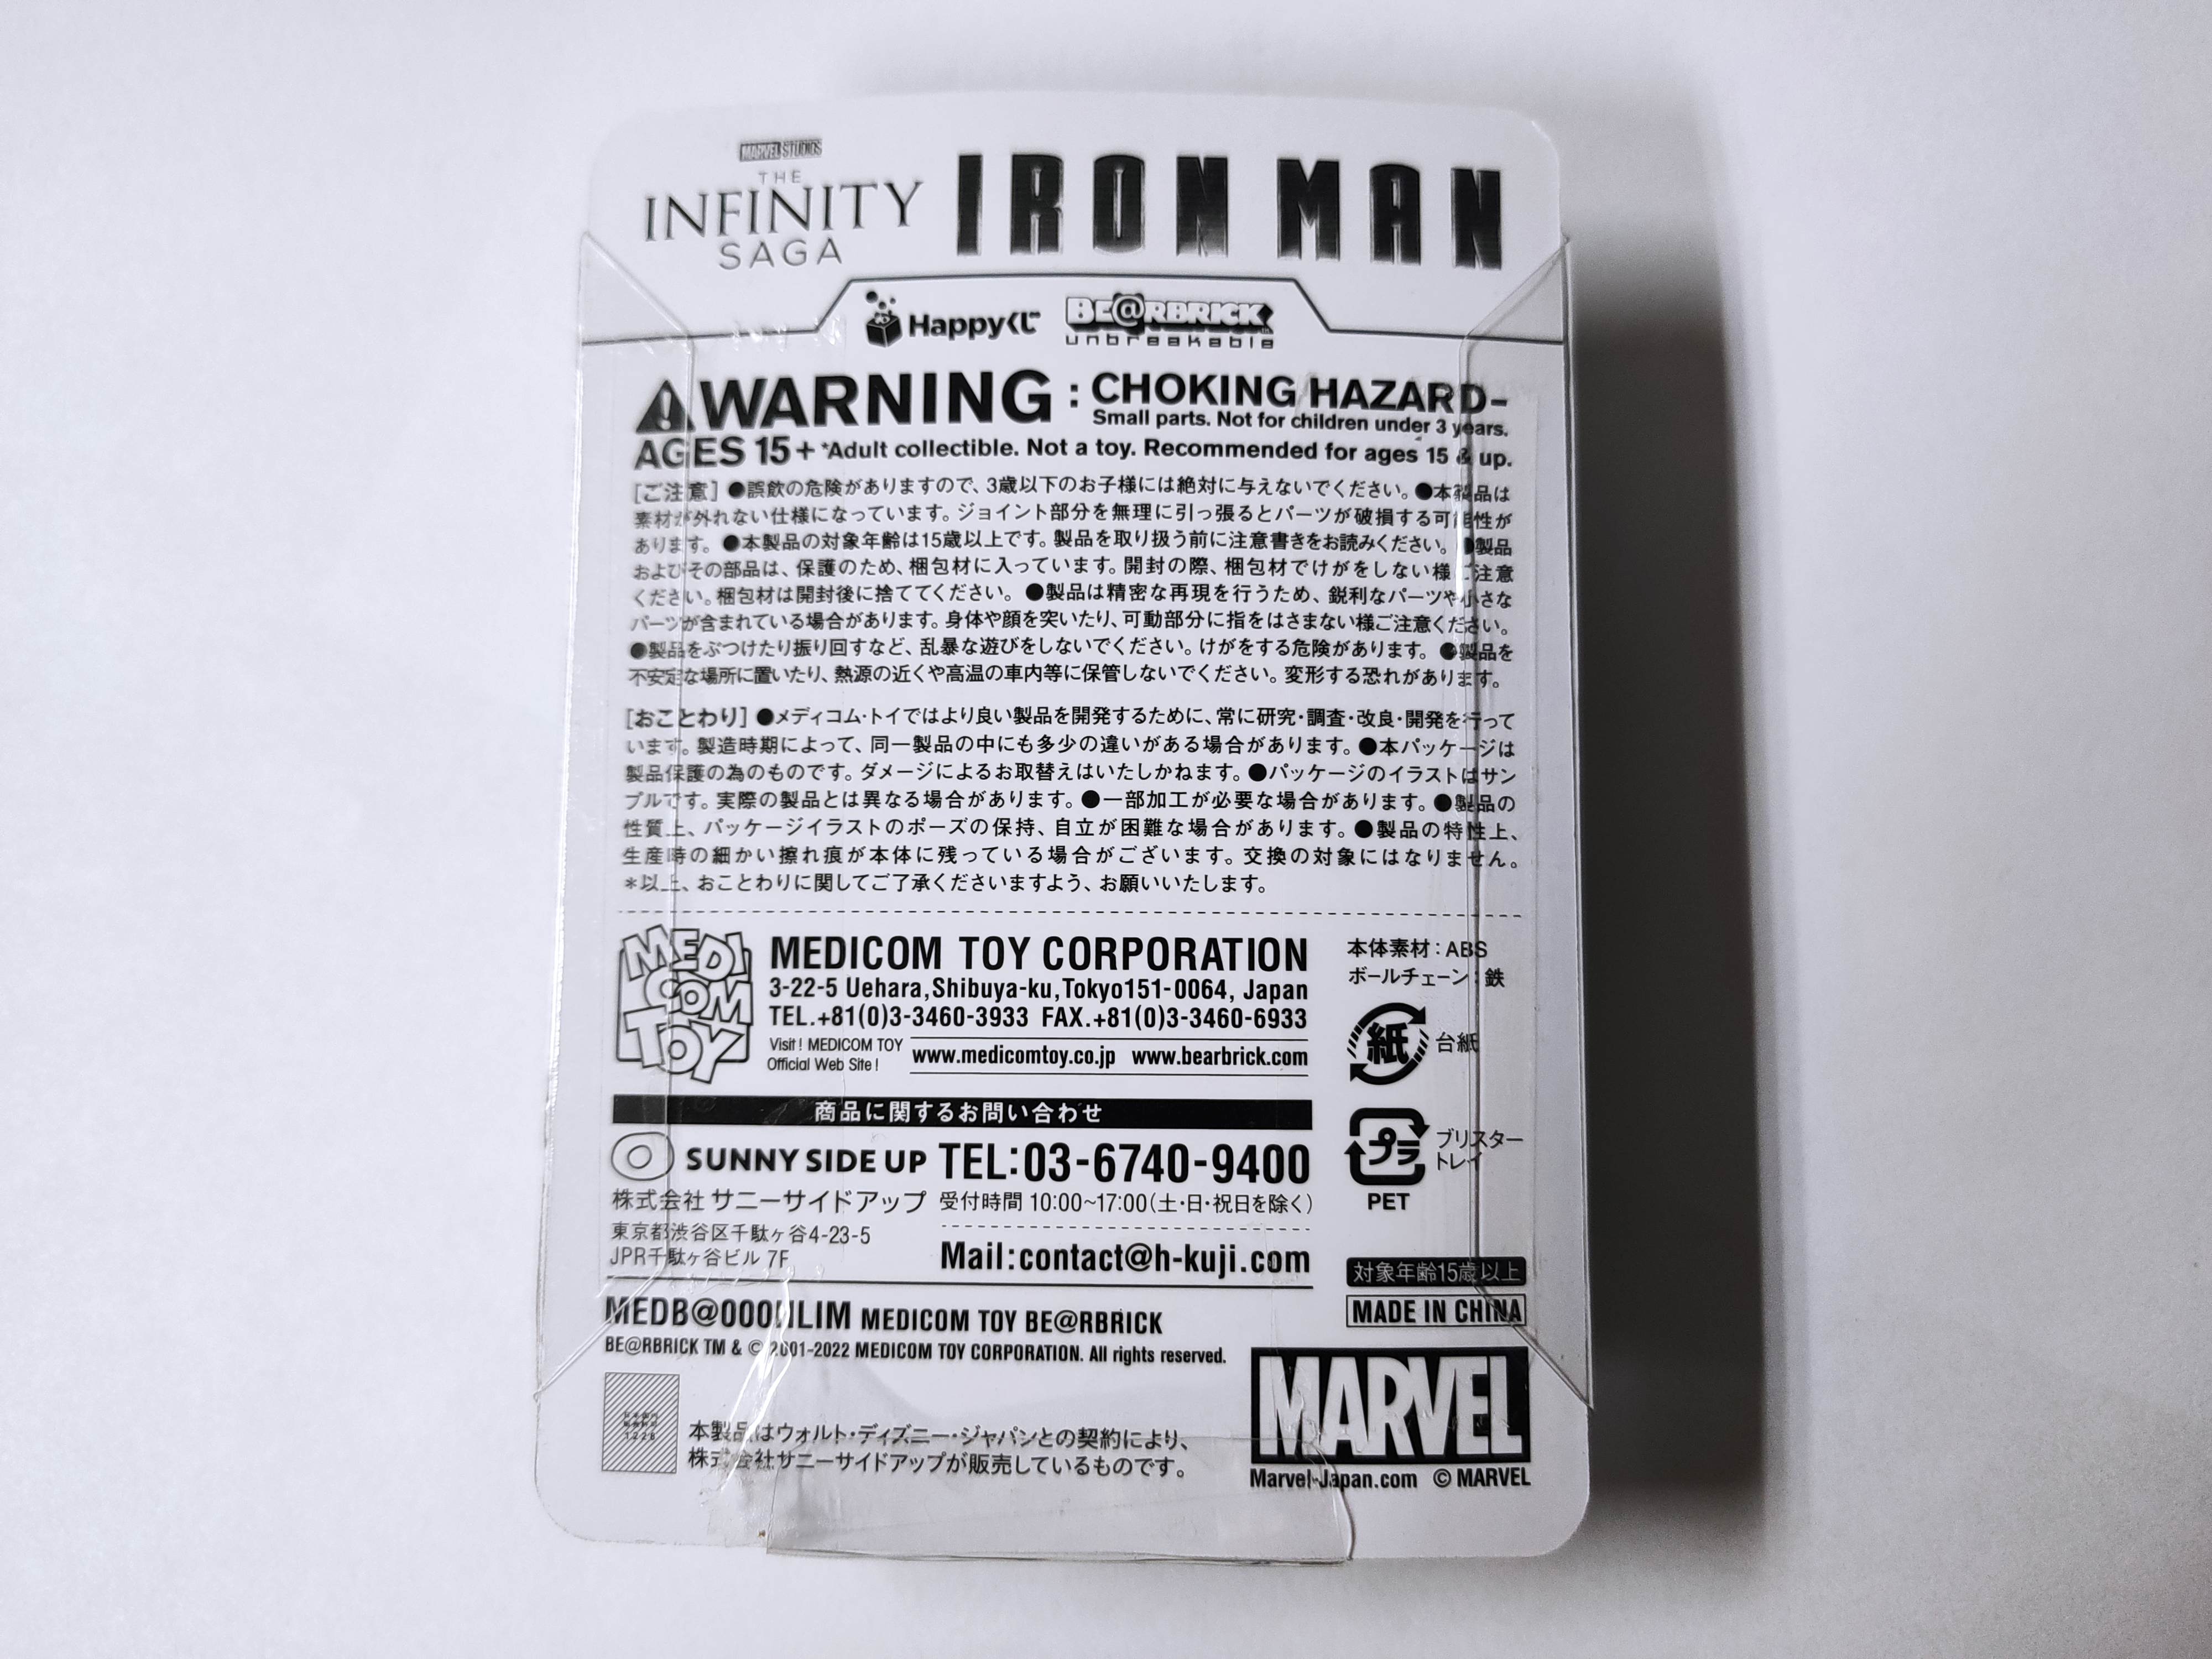 MARVEL STUDIOS
THE
INFINITY
SAGA
IRON MAN
Happyくじ
BE@RBRICK TM
unbreakable
WARNING : CHOKING HAZARD-
Small parts. Not for children under 3 years.
AGES 15+ *Adult collectible. Not a toy. Recommended for ages 15 & up.
[ご注意] ●誤飲の危険がありますので、3歳以下のお子様には絶対に与えないでください。●本製品は
素材が外れない仕様になっています。ジョイント部分を無理に引っ張るとパーツが破損する可能性が
あります。●本製品の対象年齢は15歳以上です。製品を取り扱う前に注意書きをお読みください。●製品
およびその部品は、保護のため、梱包材に入っています。開封の際、梱包材でけがをしない様ご注意
ください。梱包材は開封後に捨ててください。●製品は精密な再現を行うため、鋭利なパーツや小さな
パーツが含まれている場合があります。身体や顔を突いたり、可動部分に指をはさまない様ご注意ください。
●製品をぶつけたり振り回すなど、乱暴な遊びをしないでください。けがをする危険があります。●製品を
不安定な場所に置いたり、熱源の近くや高温の車内等に保管しないでください。変形する恐れがあります。
[おことわり] ●メディコム・トイではより良い製品を開発するために、常に研究・調査・改良・開発を行って
います。製造時期によって、同一製品の中にも多少の違いがある場合があります。●本パッケージは
製品保護の為のものです。ダメージによるお取替えはいたしかねます。●パッケージのイラストはサン
プルです。実際の製品とは異なる場合があります。●一部加工が必要な場合があります。●製品の
性質上、パッケージイラストのポーズの保持、自立が困難な場合があります。●製品の特性上、
生産時の細かい擦れ痕が本体に残っている場合がございます。交換の対象にはなりません。
*以上、おことわりに関してご了承くださいますよう、お願いいたします。
MEDICOM TOY
MEDICOM TOY CORPORATION
3-22-5 Uehara,Shibuya-ku,Tokyo151-0064, Japan
TEL.+81(0)3-3460-3933 FAX.+81(0)3-3460-6933
Visit! MEDICOM TOY
Official Web Site!
www.medicomtoy.co.jp www.bearbrick.com
本体素材：ABS
ボールチェーン：鉄
紙 台紙
プラ ブリスター
トレイ
PET
商品に関するお問い合わせ
SUNNY SIDE UP TEL:03-6740-9400
株式会社 サニーサイドアップ 受付時間 10:00~17:00(土・日・祝日を除く)
東京都渋谷区千駄ヶ谷4-23-5
JPR千駄ヶ谷ビル 7F
Mail:contact@h-kuji.com
対象年齢15歳以上
MADE IN CHINA
MEDICOM TOY BE@RBRICK
BE@RBRICK TM & © 2001-2022 MEDICOM TOY CORPORATION. All rights reserved.
本製品はウォルト・ディズニー・ジャパンとの契約により、
株式会社サニーサイドアップが販売しているものです。
MARVEL
Marvel-Japan.com © MARVEL